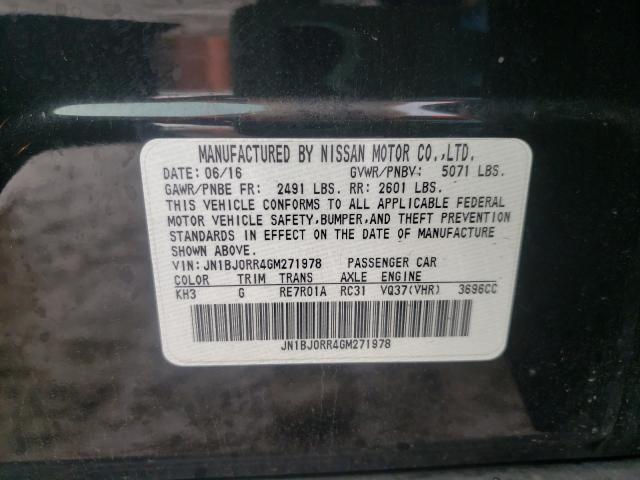 MANUFACTURED BY NISSAN MOTOR CO.,LTD.
DATE: 06/16 GVWR/PNBV: 5071 LBS.
GAWR/PNBE FR: 2491 LBS. RR: 2601 LBS.
THIS VEHICLE CONFORMS TO ALL APPLICABLE FEDERAL
MOTOR VEHICLE SAFETY,BUMPER,AND THEFT PREVENTION
STANDARDS IN EFFECT ON THE DATE OF MANUFACTURE
SHOWN ABOVE.
VIN: JN1BJ0RR4GM271978 PASSENGER CAR
COLOR TRIM TRANS AXLE ENGINE
KH3 G RE7R01A RC31 VQ37(VHR) 3696CC
JN1BJ0RR4GM271978